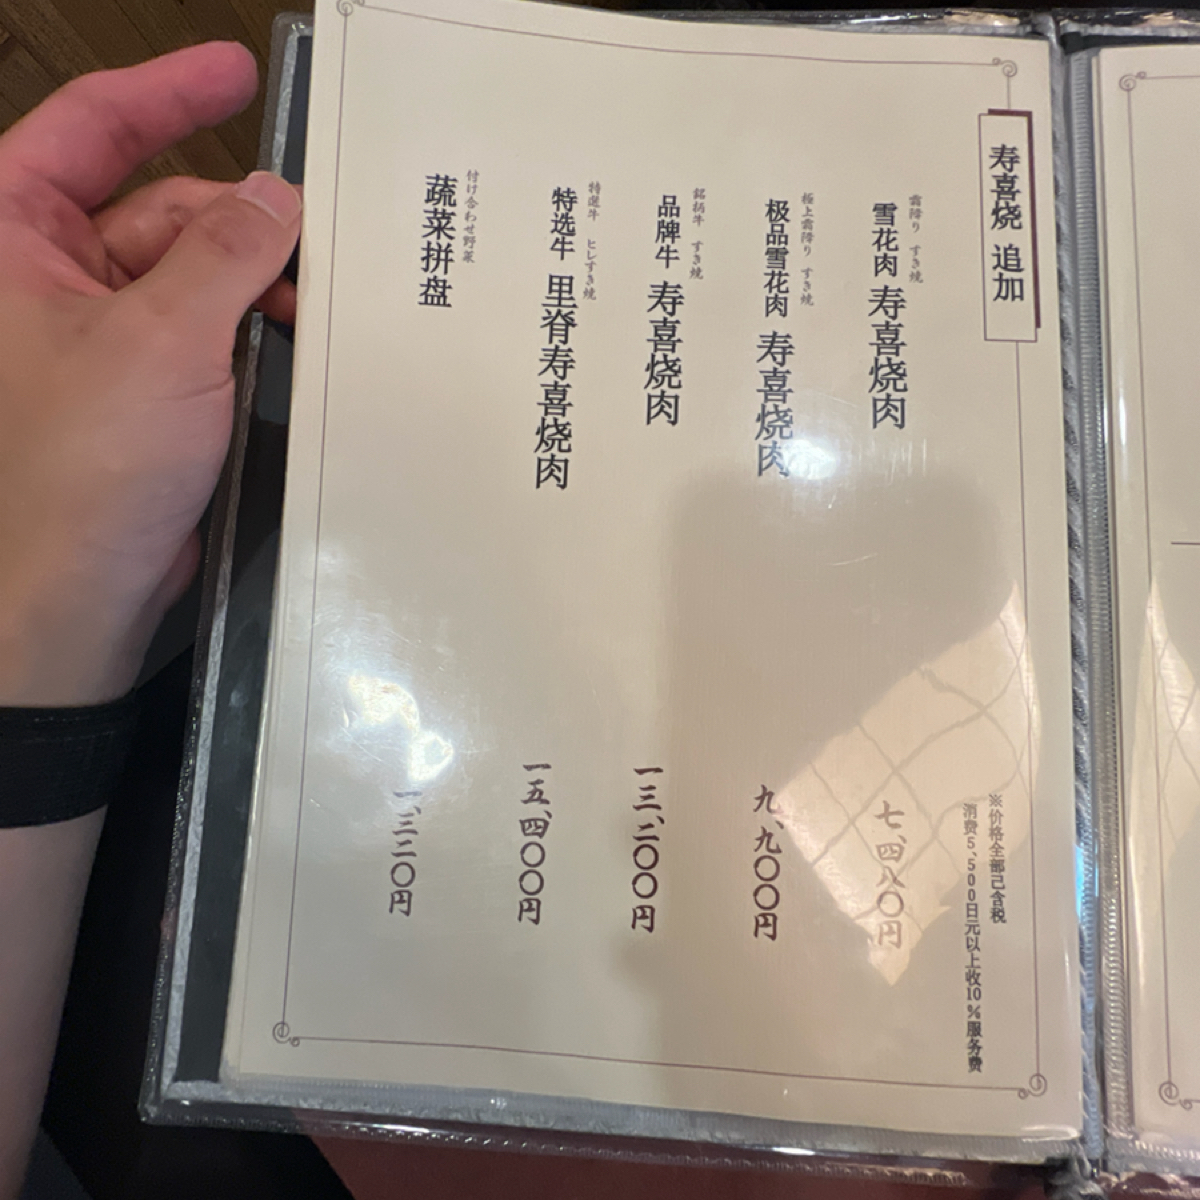 寿喜烧 追加
※价格全部己含税
消费5,500日元以上收10%服务费
霜降り すき焼
雪花肉 寿喜烧肉
七、四八〇円
極上霜降り すき焼
极品雪花肉 寿喜烧肉
九、九〇〇円
銘柄牛 すき焼
品牌牛 寿喜烧肉
一三、二〇〇円
特選牛 ヒレすき焼
特选牛 里脊寿喜烧肉
一五、四〇〇円
付け合わせ野菜
蔬菜拼盘
一、三二〇円